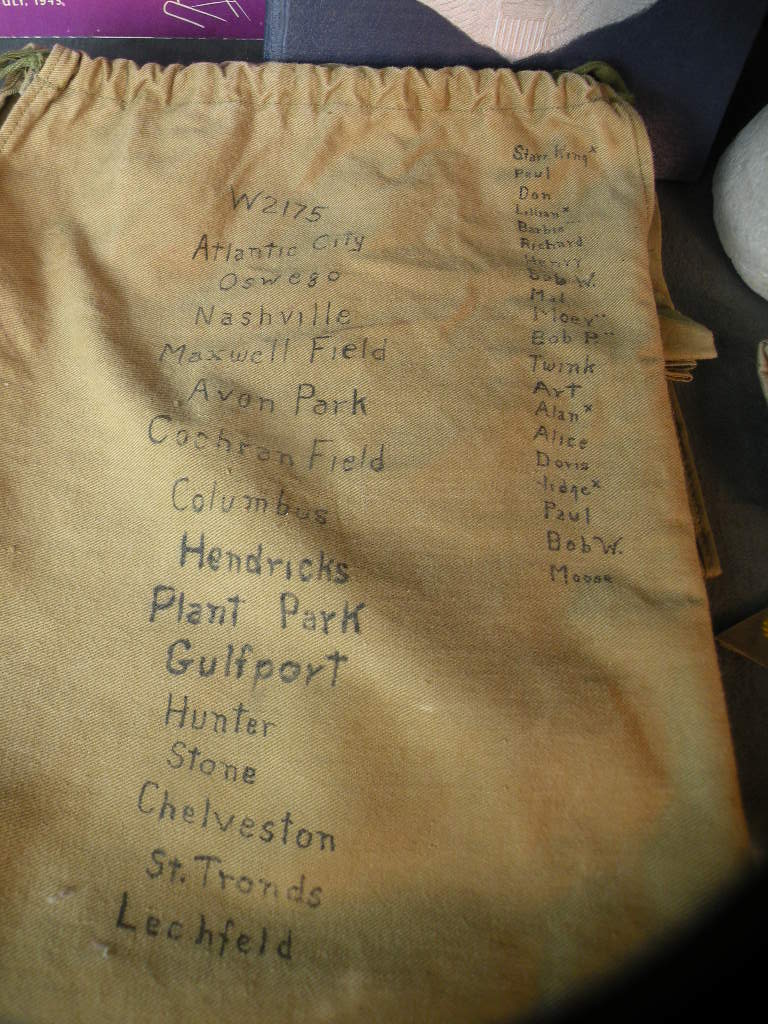 W2175
Atlantic City
Oswego
Nashville
Maxwell Field
Avon Park
Cochran Field
Columbus
Hendricks
Plant Park
Gulfport
Hunter
Stone
Chelveston
St. Tronds
Lechfeld
Starr King x
Paul
Don
Lillian x
Barbie
Richard
Henry
Bob W.
Mal
Moey
Bob P.
Twink
Art
Alan x
Alice
Doris
Paul
Bob W.
Moose